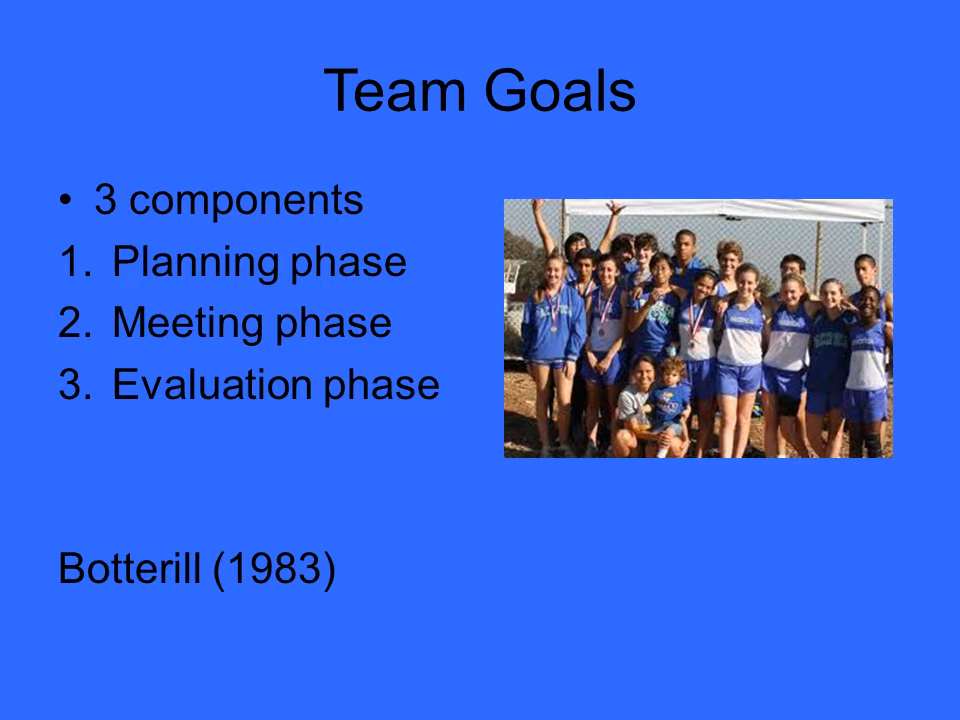 Team Goals
• 3 components
1. Planning phase
2. Meeting phase
3. Evaluation phase
Botterill (1983)